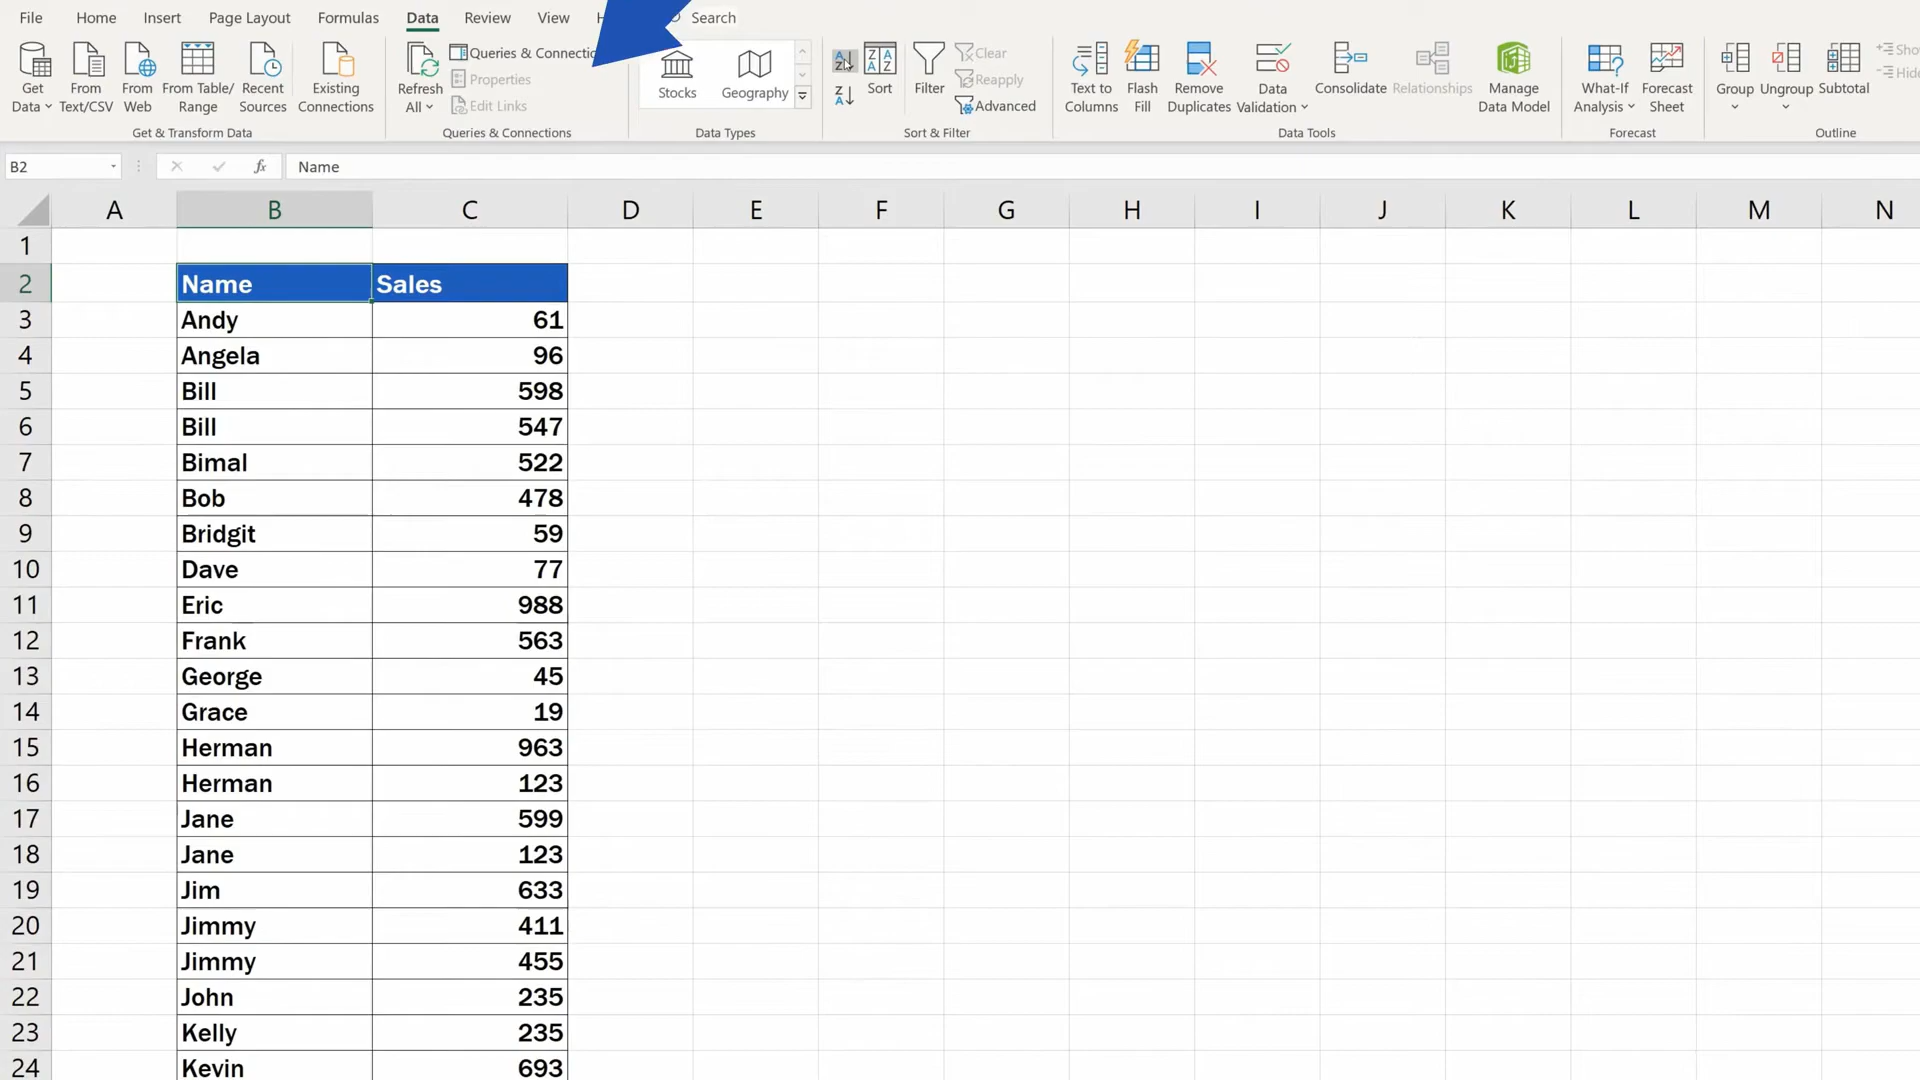 File Home Insert Page Layout Formulas Data Review View Search
Get Data From Text/CSV From Web From Table/ Range Recent Sources Existing Connections
Get & Transform Data
Refresh All Queries & Properties Edit Links
Queries & Connections
Stocks Geography
Data Types
Sort Filter Clear Reapply Advanced
Sort & Filter
Text to Columns Flash Fill Remove Duplicates Data Validation Consolidate Relationships Manage Data Model
Data Tools
What-If Analysis Forecast Sheet
Forecast
Group Ungroup Subtotal
Outline
B2 fx Name
A B C D E F G H I J K L M N
1
2 Name Sales
3 Andy 61
4 Angela 96
5 Bill 598
6 Bill 547
7 Bimal 522
8 Bob 478
9 Bridgit 59
10 Dave 77
11 Eric 988
12 Frank 563
13 George 45
14 Grace 19
15 Herman 963
16 Herman 123
17 Jane 599
18 Jane 123
19 Jim 633
20 Jimmy 411
21 Jimmy 455
22 John 235
23 Kelly 235
24 Kevin 693